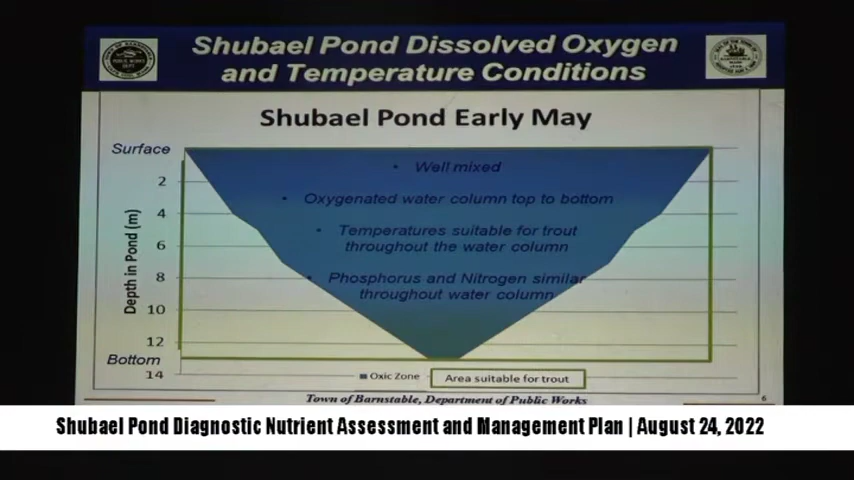 Shubael Pond Dissolved Oxygen
and Temperature Conditions
Shubael Pond Early May
Surface
2
4
6
8
10
12
Bottom
14
Depth in Pond (m)
• Well mixed
• Oxygenated water column top to bottom
• Temperatures suitable for trout
throughout the water column
• Phosphorus and Nitrogen similar
throughout water column
Oxic Zone
Area suitable for trout
Town of Barnstable, Department of Public Works
6
Shubael Pond Diagnostic Nutrient Assessment and Management Plan | August 24, 2022